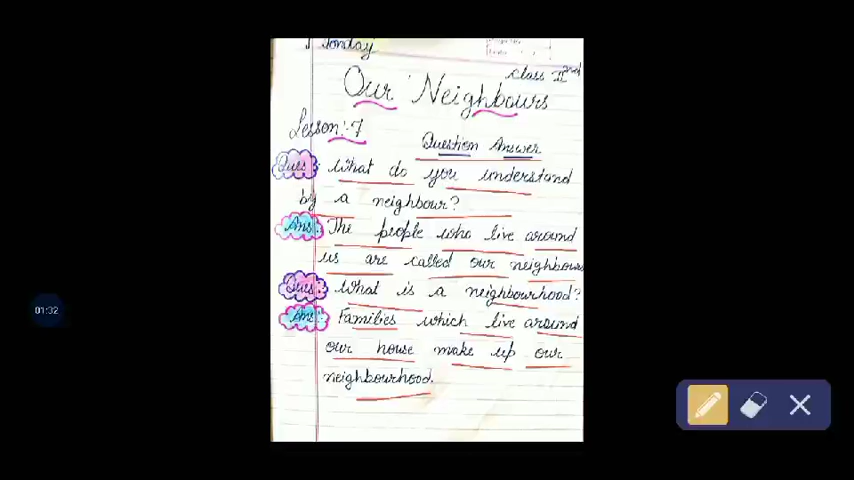 Monday
Class II nd
Our Neighbours
Lesson:-7
Question Answer
Ques: What do you understand
by a neighbour?
Ans: The people who live around
us are called our neighbours
Ques: What is a neighbourhood?
Ans:- Families which live around
our house make up our
neighbourhood.
01:32